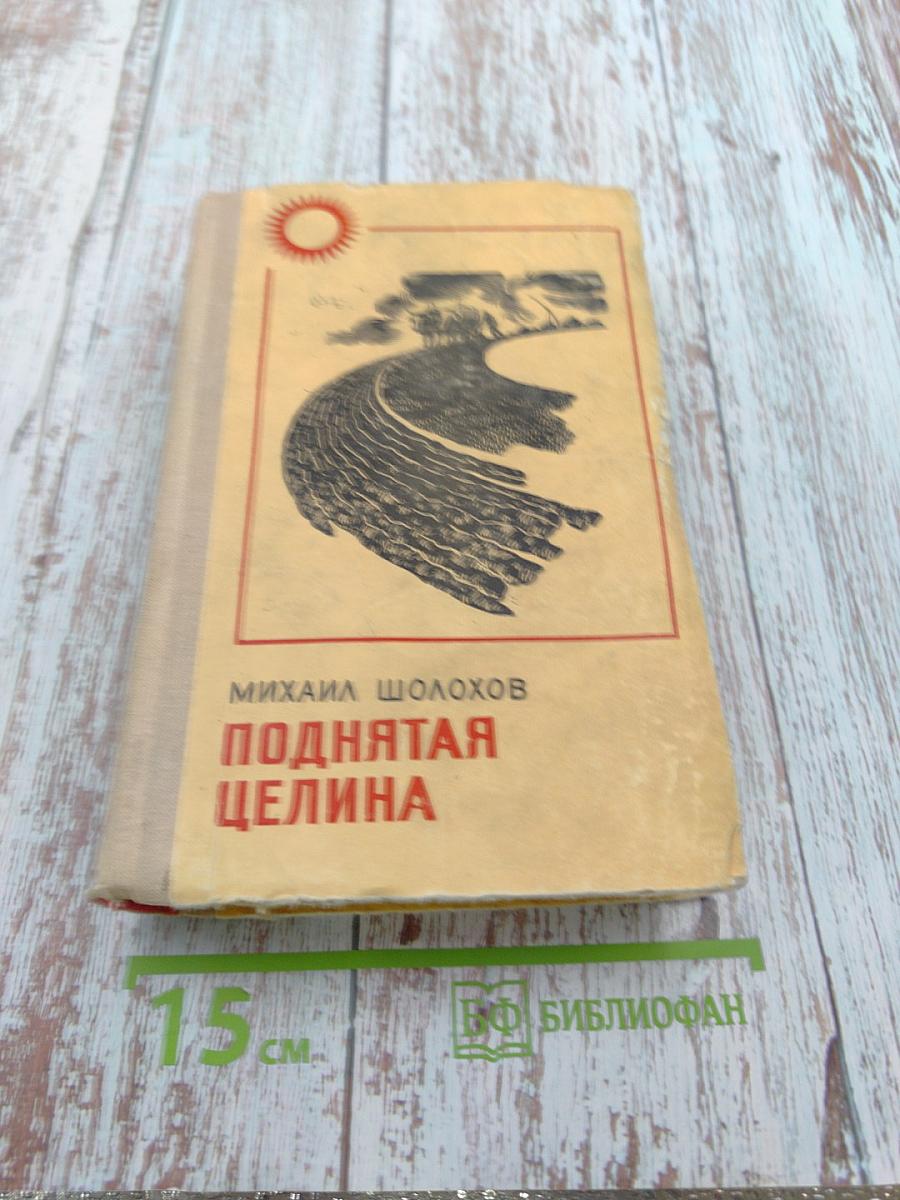 МИХАИЛ ШОЛОХОВ
ПОДНЯТАЯ
ЦЕЛИНА
15 см
БФ БИБЛИОФАН